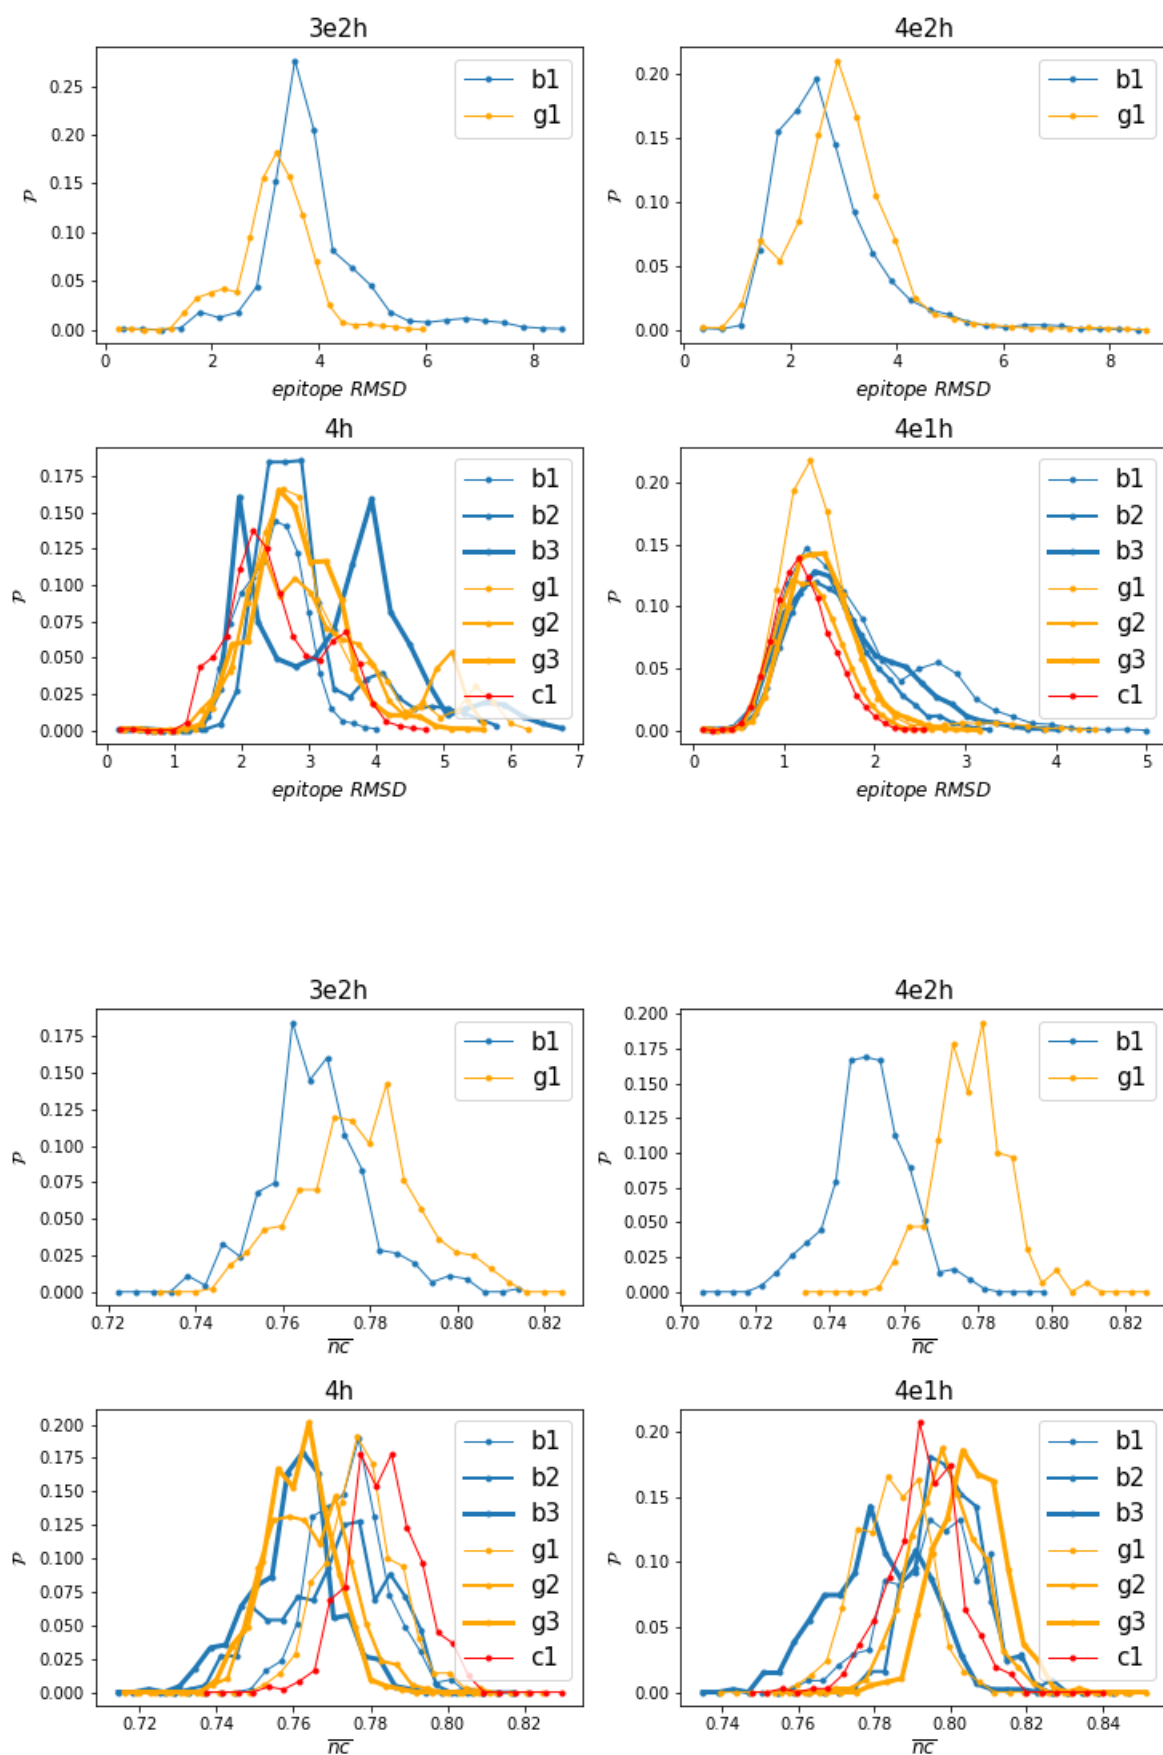 3e2h
4e2h
0.25
0.20
0.15
0.10
0.05
0.00
𝒫
b1
g1
0 2 4 6 8
epitope RMSD
0.20
0.15
0.10
0.05
0.00
𝒫
b1
g1
0 2 4 6 8
epitope RMSD
4h
4e1h
0.175
0.150
0.125
0.100
0.075
0.050
0.025
0.000
𝒫
b1
b2
b3
g1
g2
g3
c1
0 1 2 3 4 5 6 7
epitope RMSD
0.20
0.15
0.10
0.05
0.00
𝒫
b1
b2
b3
g1
g2
g3
c1
0 1 2 3 4 5
epitope RMSD
3e2h
4e2h
0.175
0.150
0.125
0.100
0.075
0.050
0.025
0.000
𝒫
b1
g1
0.72 0.74 0.76 0.78 0.80 0.82
n̅c̅
0.200
0.175
0.150
0.125
0.100
0.075
0.050
0.025
0.000
𝒫
b1
g1
0.70 0.72 0.74 0.76 0.78 0.80 0.82
n̅c̅
4h
4e1h
0.200
0.175
0.150
0.125
0.100
0.075
0.050
0.025
0.000
𝒫
b1
b2
b3
g1
g2
g3
c1
0.72 0.74 0.76 0.78 0.80 0.82
n̅c̅
0.20
0.15
0.10
0.05
0.00
𝒫
b1
b2
b3
g1
g2
g3
c1
0.74 0.76 0.78 0.80 0.82 0.84
n̅c̅